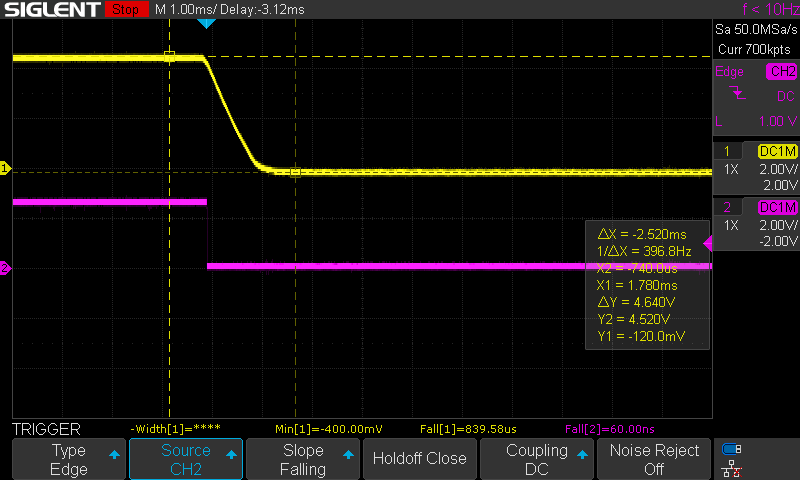 SIGLENT Stop M 1.00ms/ Delay:-3.12ms f < 10Hz
Sa 50.0MSa/s
Curr 700kpts
Edge CH2
DC
L 1.00 V
1 DC1M
1X 2.00V/
2.00V
2 DC1M
1X 2.00V/
-2.00V
1
2
ΔX = -2.520ms
1/ΔX = 396.8Hz
X2 = -740.0us
X1 = 1.780ms
ΔY = 4.640V
Y2 = 4.520V
Y1 = -120.0mV
TRIGGER -Width[1]=**** Min[1]=-400.00mV Fall[1]=839.58us Fall[2]=60.00ns
Type Source Slope Holdoff Close Coupling Noise Reject
Edge CH2 Falling DC Off